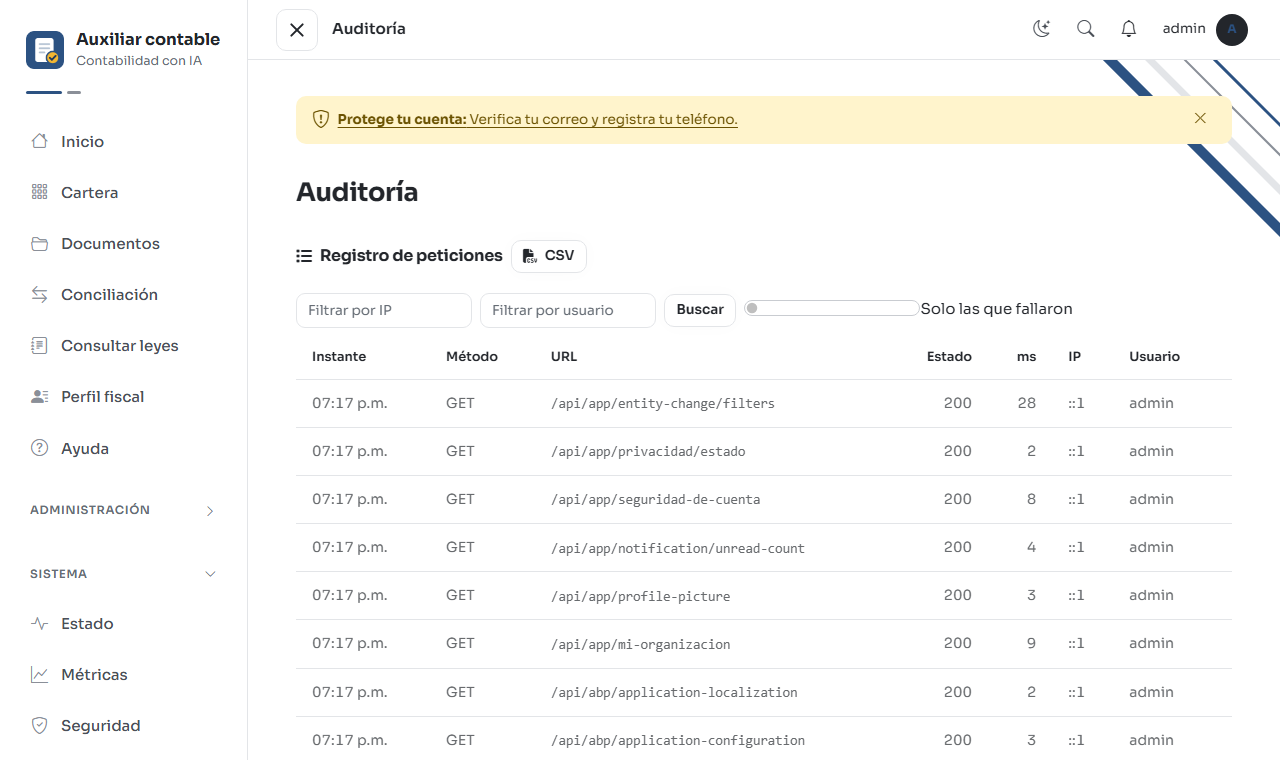 Auxiliar contable
Contabilidad con IA
Inicio
Cartera
Documentos
Conciliación
Consultar leyes
Perfil fiscal
Ayuda
ADMINISTRACIÓN
SISTEMA
Estado
Métricas
Seguridad
Auditoría
admin A
Protege tu cuenta: Verifica tu correo y registra tu teléfono.
Auditoría
Registro de peticiones CSV
Filtrar por IP Filtrar por usuario Buscar Solo las que fallaron
Instante Método URL Estado ms IP Usuario
07:17 p.m. GET /api/app/entity-change/filters 200 28 ::1 admin
07:17 p.m. GET /api/app/privacidad/estado 200 2 ::1 admin
07:17 p.m. GET /api/app/seguridad-de-cuenta 200 8 ::1 admin
07:17 p.m. GET /api/app/notification/unread-count 200 4 ::1 admin
07:17 p.m. GET /api/app/profile-picture 200 3 ::1 admin
07:17 p.m. GET /api/app/mi-organizacion 200 9 ::1 admin
07:17 p.m. GET /api/abp/application-localization 200 2 ::1 admin
07:17 p.m. GET /api/abp/application-configuration 200 3 ::1 admin